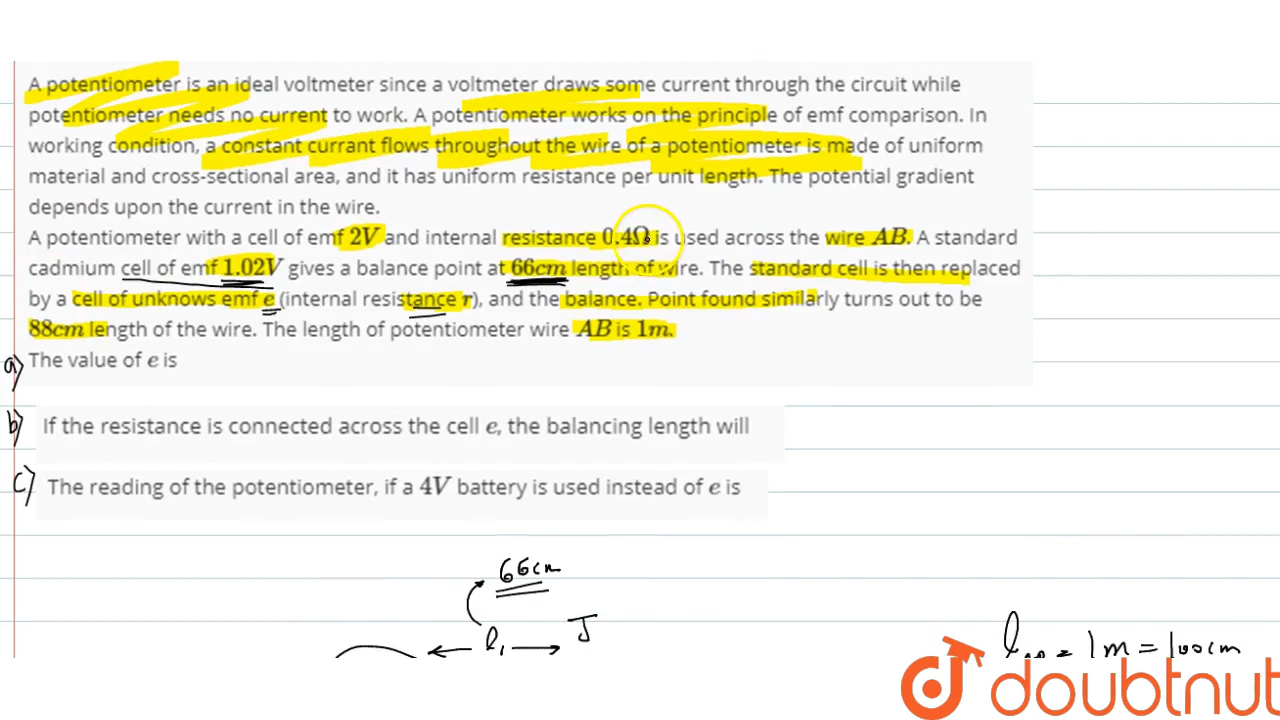 A potentiometer is an ideal voltmeter since a voltmeter draws some current through the circuit while
potentiometer needs no current to work. A potentiometer works on the principle of emf comparison. In
working condition, a constant currant flows throughout the wire of a potentiometer is made of uniform
material and cross-sectional area, and it has uniform resistance per unit length. The potential gradient
depends upon the current in the wire.
A potentiometer with a cell of emf 2V and internal resistance 0.4Ω is used across the wire AB. A standard
cadmium cell of emf 1.02V gives a balance point at 66cm length of wire. The standard cell is then replaced
by a cell of unknows emf e (internal resistance r), and the balance. Point found similarly turns out to be
88cm length of the wire. The length of potentiometer wire AB is 1m.
a) The value of e is
b) If the resistance is connected across the cell e, the balancing length will
c) The reading of the potentiometer, if a 4V battery is used instead of e is
66cm
l₁ J
= 1m = 100cm
doubtnut